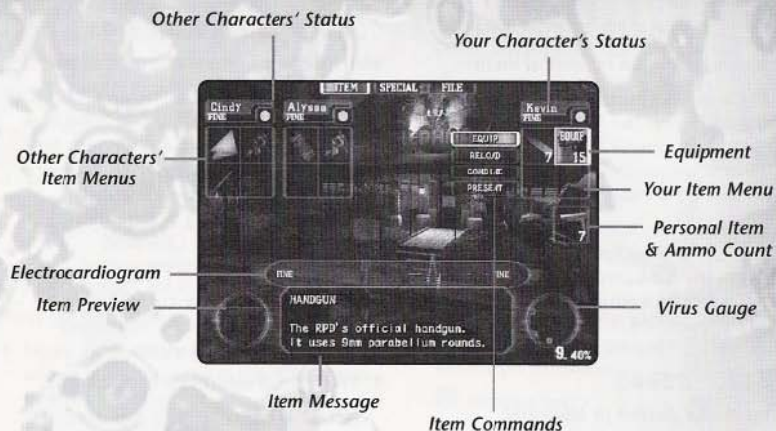 Other Characters' Status
Your Character's Status
ITEM SPECIAL FILE
Cindy
FINE
Alyssa
FINE
Kevin
FINE
EQUIP
RELOAD
COMBINE
PRESENT
7
EQUIP
15
7
Other Characters'
Item Menus
Equipment
Your Item Menu
Personal Item
& Ammo Count
Electrocardiogram
FINE
FINE
Item Preview
HANDGUN
The RPD's official handgun.
It uses 9mm parabellum rounds.
Virus Gauge
9.40%
Item Message
Item Commands